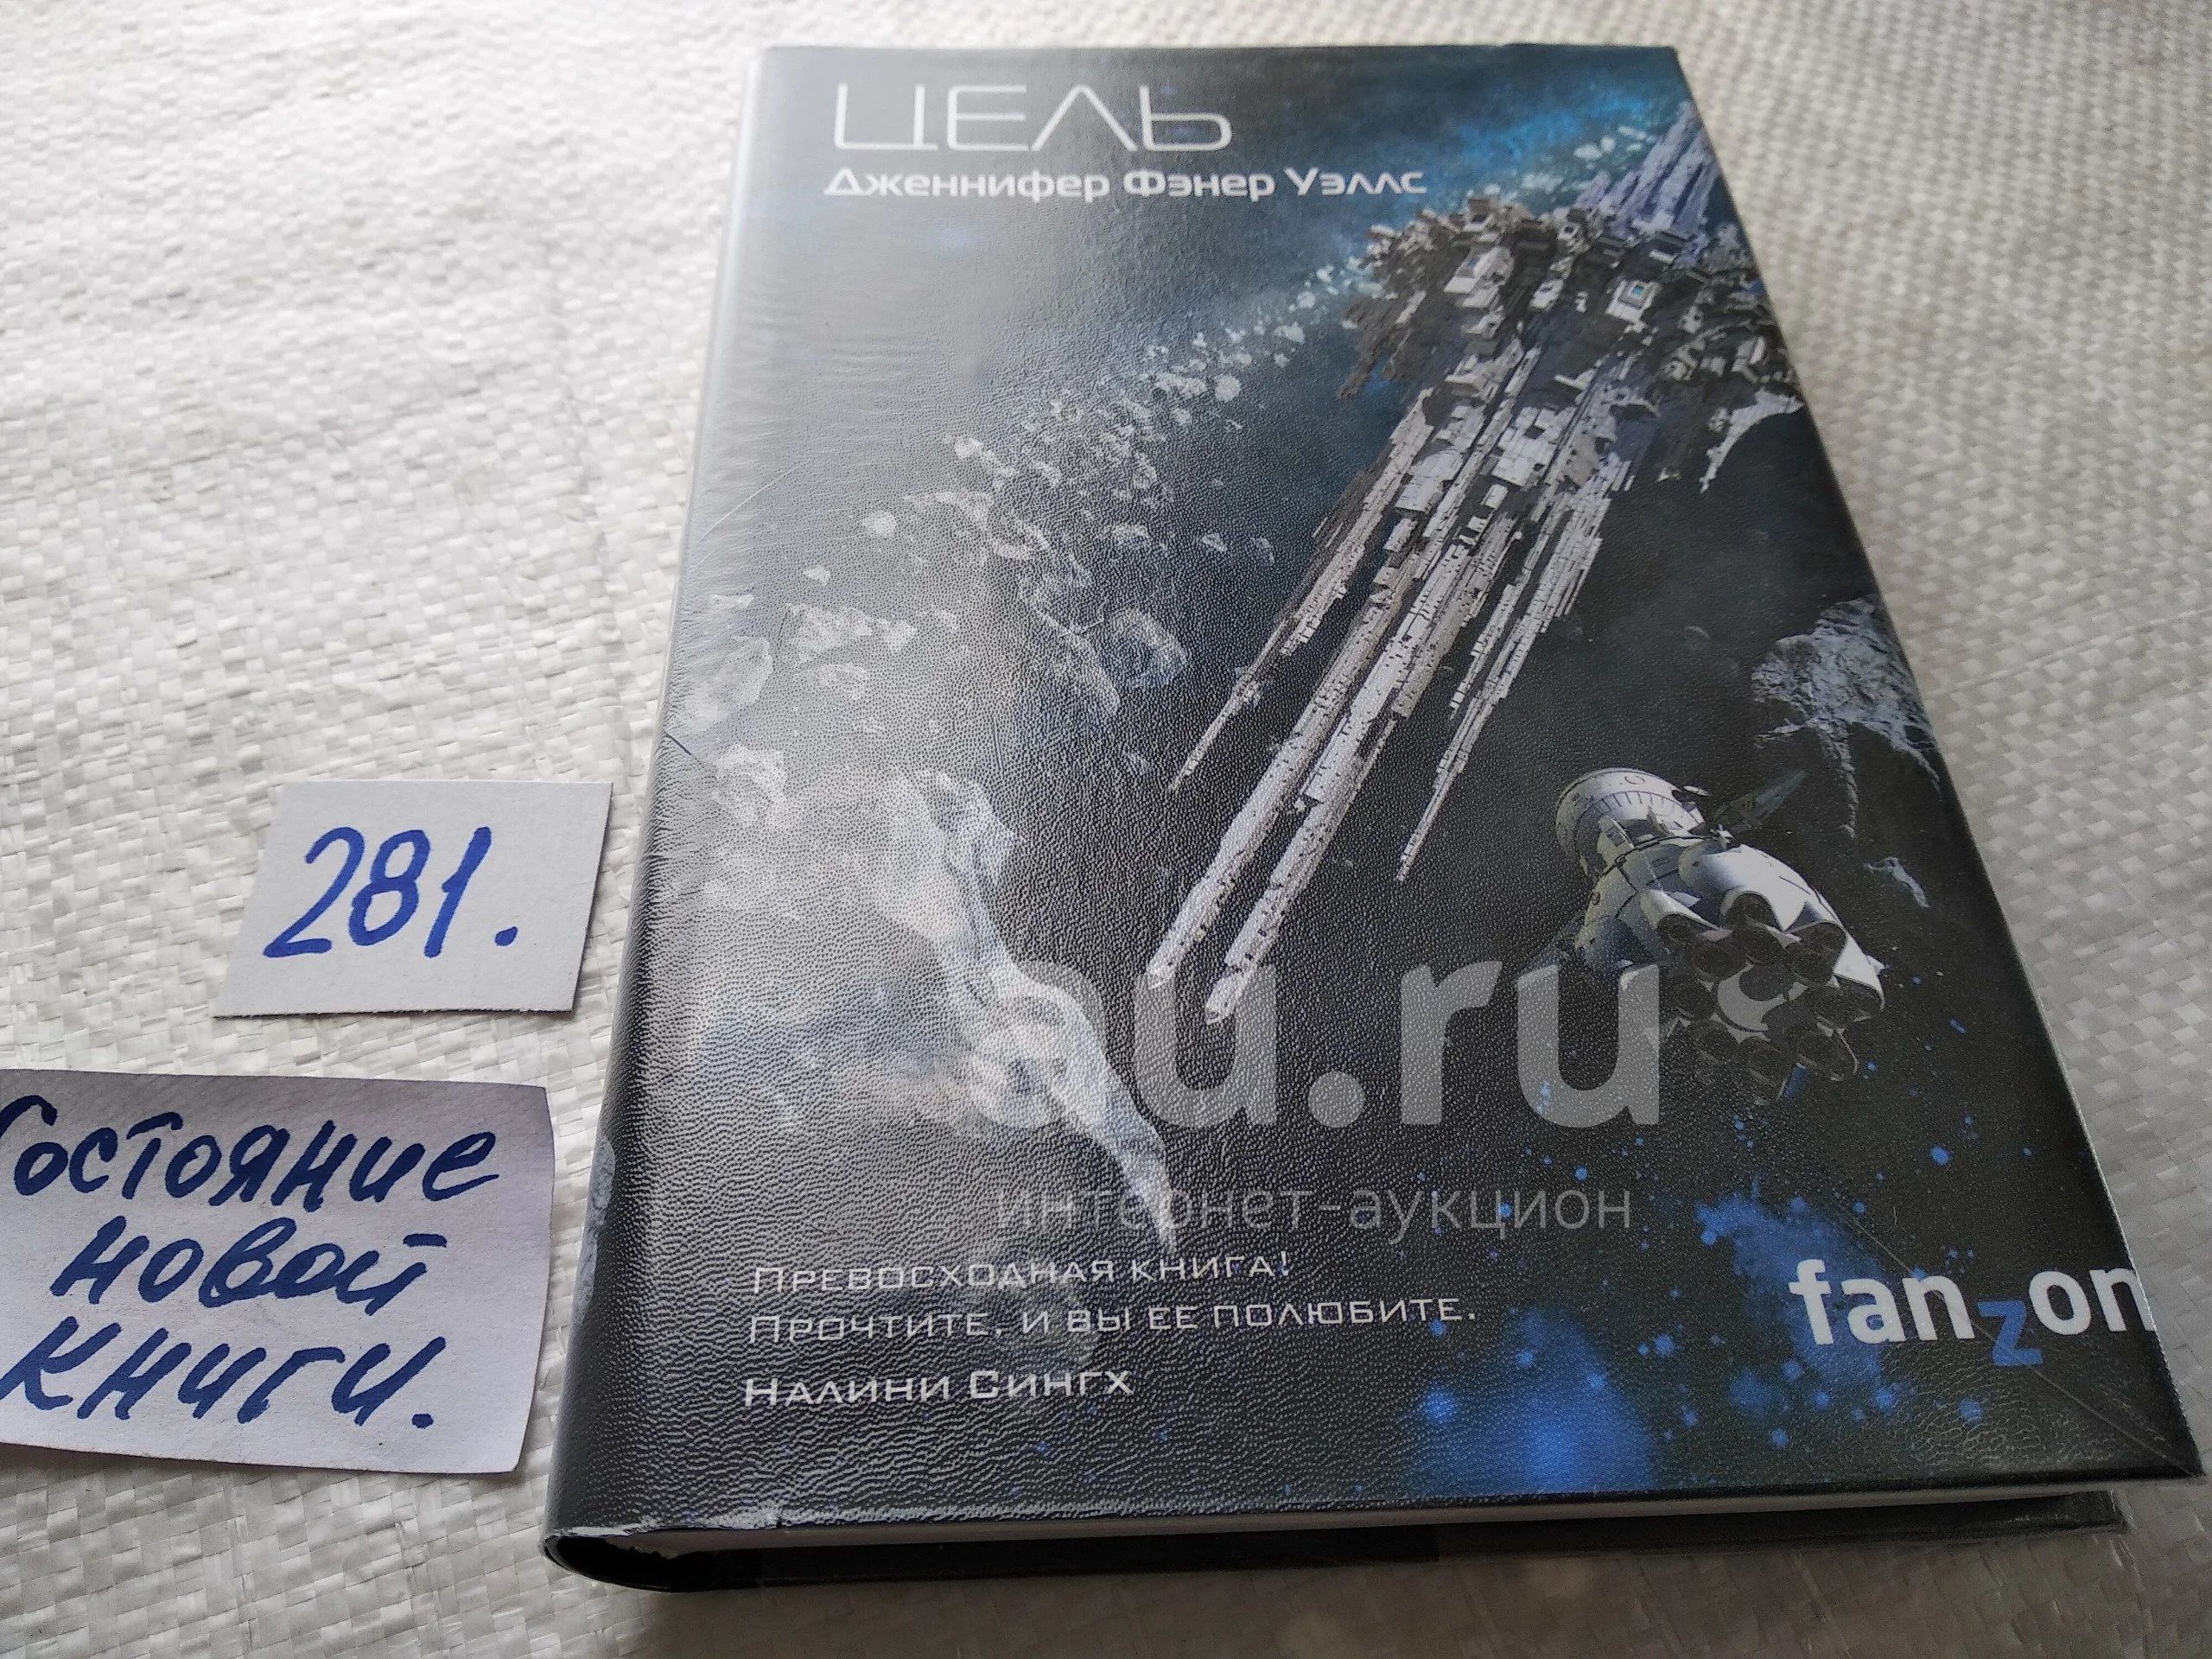 ЦЕЛЬ
Дженнифер Фэнер Уэллс
281.
Состояние
новой
книги.
au.ru
интернет-аукцион
Превосходная книга!
Прочтите, и вы ее полюбите.
Налини Сингх
fanzon